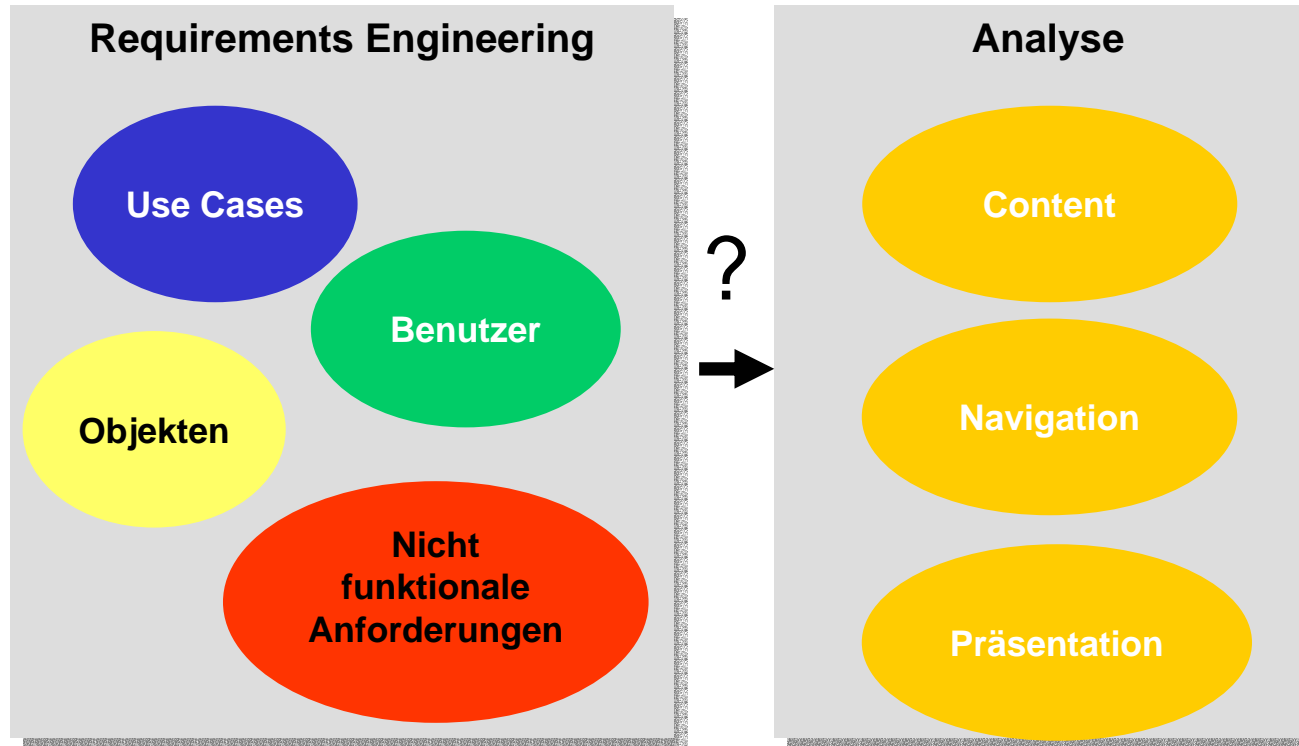 Requirements Engineering
Use Cases
Benutzer
Objekten
Nicht
funktionale
Anforderungen
?
Analyse
Content
Navigation
Präsentation